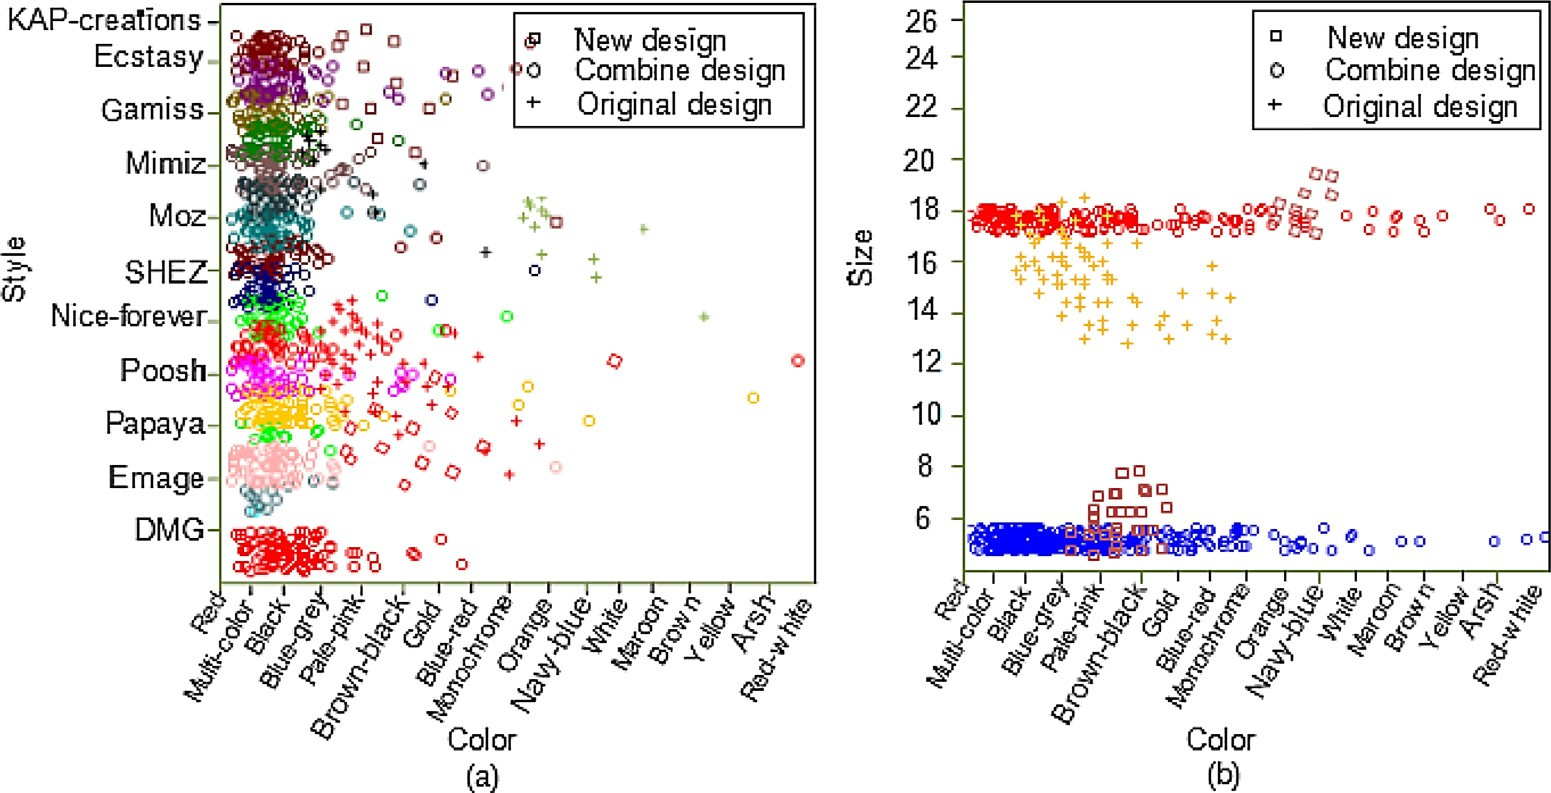 KAP-creations
Ecstasy
Gamiss
Mimiz
Moz
SHEZ
Nice-forever
Poosh
Papaya
Emage
DMG
Style
New design
Combine design
Original design
Red
Multi-color
Black
Blue-grey
Pale-pink
Brown-black
Gold
Blue-red
Monochrome
Orange
Navy-blue
White
Maroon
Brown
Yellow
Arsh
Red-white
Color
(a)
26
24
22
20
18
16
14
12
10
8
6
Size
New design
Combine design
Original design
Red
Multi-color
Black
Blue-grey
Pale-pink
Brown-black
Gold
Blue-red
Monochrome
Orange
Navy-blue
White
Maroon
Brown
Yellow
Arsh
Red-white
Color
(b)